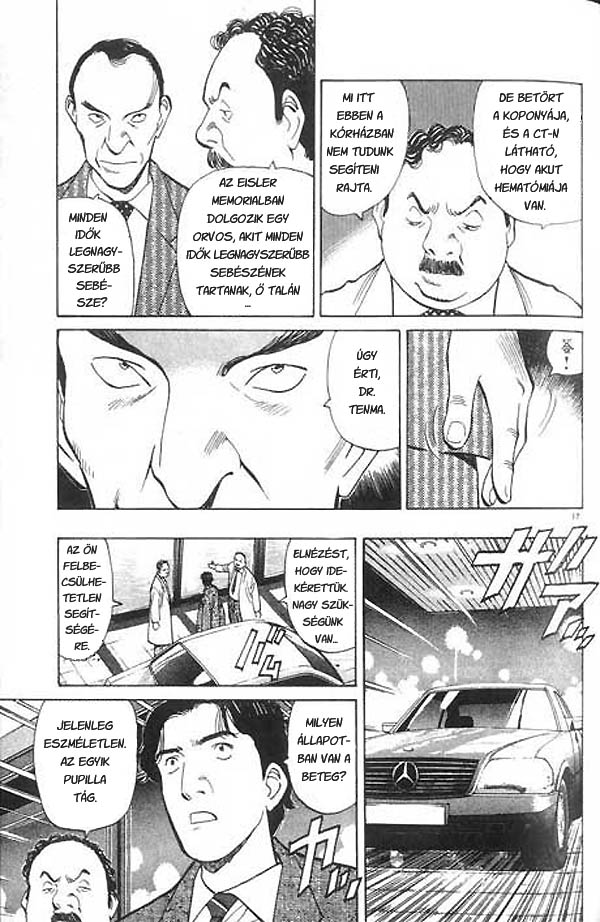 DE BETÖRT
A KOPONYÁJA,
ÉS A CT-N
LÁTHATÓ,
HOGY AKUT
HEMATÓMIÁJA
VAN.
MI ITT
EBBEN A
KÓRHÁZBAN
NEM TUDUNK
SEGÍTENI
RAJTA.
AZ EISLER
MEMORIALBAN
DOLGOZIK EGY
ORVOS, AKIT MINDEN
IDŐK LEGNAGYSZERŰBB
SEBÉSZÉNEK
TARTANAK, Ő TALÁN
...
MINDEN
IDŐK
LEGNAGY-
SZERŰBB
SEBÉ-
SZE?
ÚGY
ÉRTI,
DR.
TENMA.
17
ELNÉZÉST,
HOGY IDE-
KÉRETTÜK.
NAGY SZÜK-
SÉGÜNK
VAN...
AZ ÖN
FELBE-
CSÜLHE-
TETLEN
SEGÍT-
SÉGÉ-
RE.
MILYEN
ÁLLAPOT-
BAN VAN A
BETEG?
JELENLEG
ESZMÉLETLEN.
AZ EGYIK
PUPILLA
TÁG.